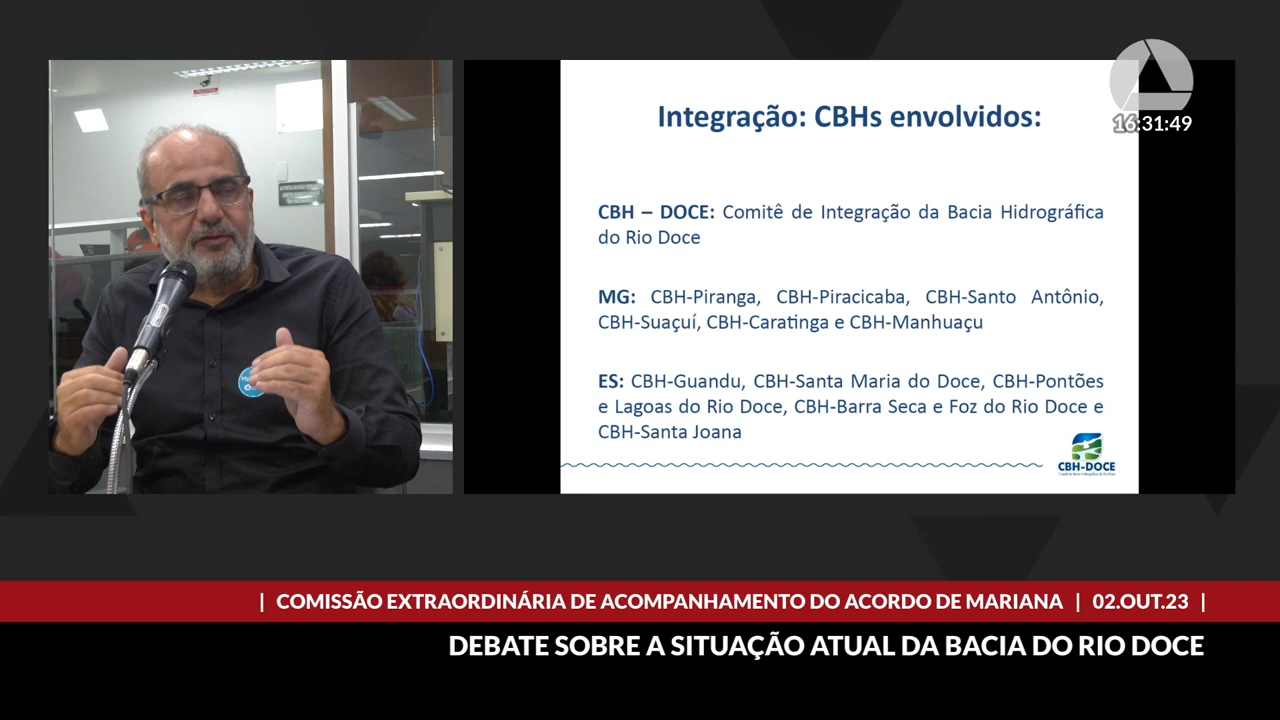 16:31:49
Integração: CBHs envolvidos:
CBH – DOCE: Comitê de Integração da Bacia Hidrográfica
do Rio Doce
MG: CBH-Piranga, CBH-Piracicaba, CBH-Santo Antônio,
CBH-Suaçuí, CBH-Caratinga e CBH-Manhuaçu
ES: CBH-Guandu, CBH-Santa Maria do Doce, CBH-Pontões
e Lagoas do Rio Doce, CBH-Barra Seca e Foz do Rio Doce e
CBH-Santa Joana
CBH-DOCE
| COMISSÃO EXTRAORDINÁRIA DE ACOMPANHAMENTO DO ACORDO DE MARIANA | 02.OUT.23 |
DEBATE SOBRE A SITUAÇÃO ATUAL DA BACIA DO RIO DOCE